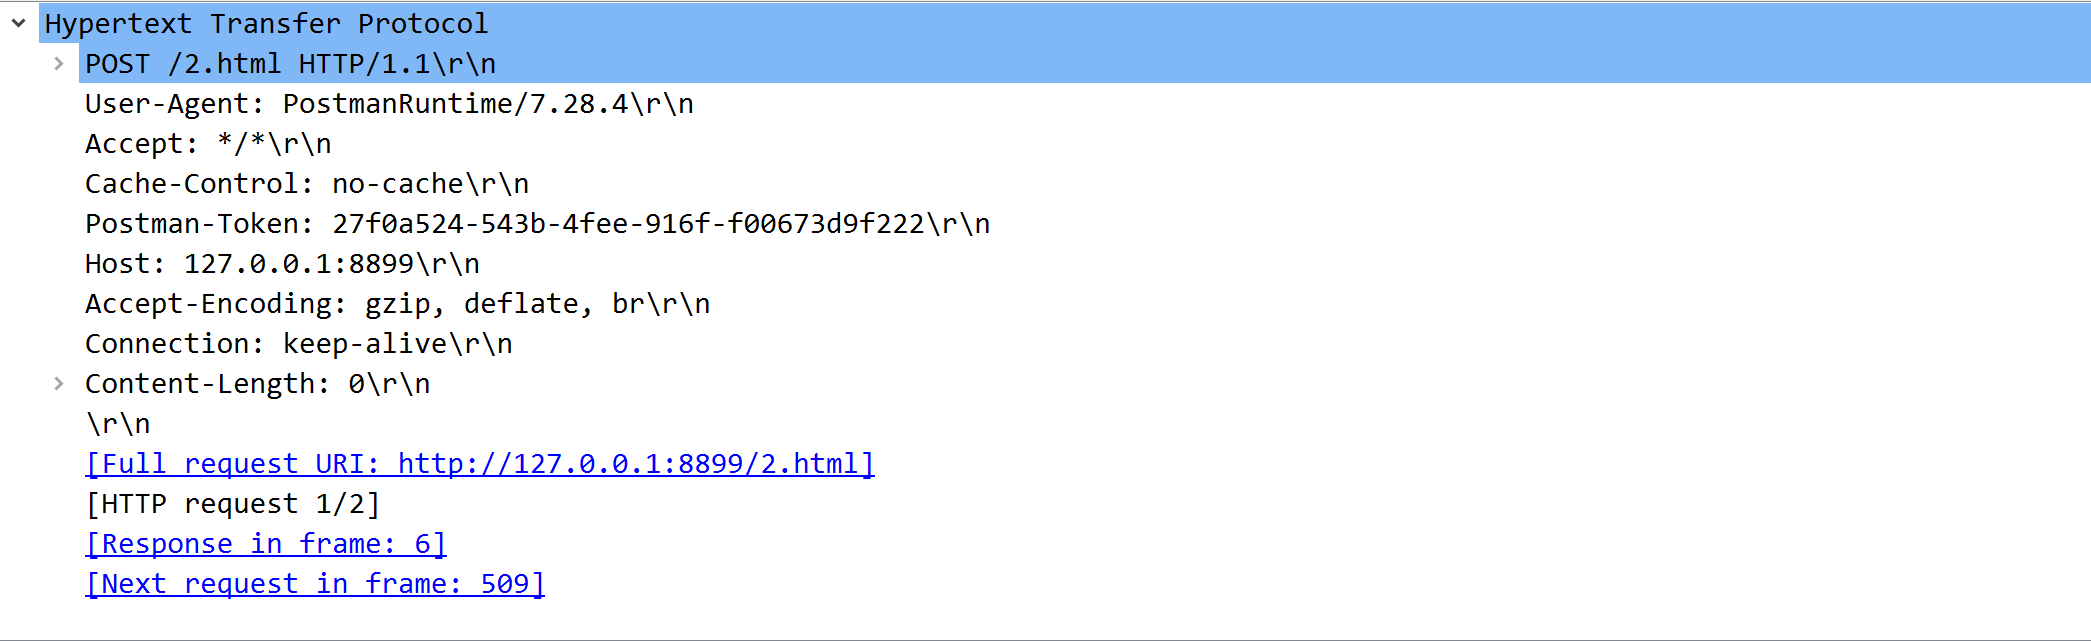 Hypertext Transfer Protocol
POST /2.html HTTP/1.1\r\n
User-Agent: PostmanRuntime/7.28.4\r\n
Accept: */*\r\n
Cache-Control: no-cache\r\n
Postman-Token: 27f0a524-543b-4fee-916f-f00673d9f222\r\n
Host: 127.0.0.1:8899\r\n
Accept-Encoding: gzip, deflate, br\r\n
Connection: keep-alive\r\n
Content-Length: 0\r\n
\r\n
[Full request URI: http://127.0.0.1:8899/2.html]
[HTTP request 1/2]
[Response in frame: 6]
[Next request in frame: 509]